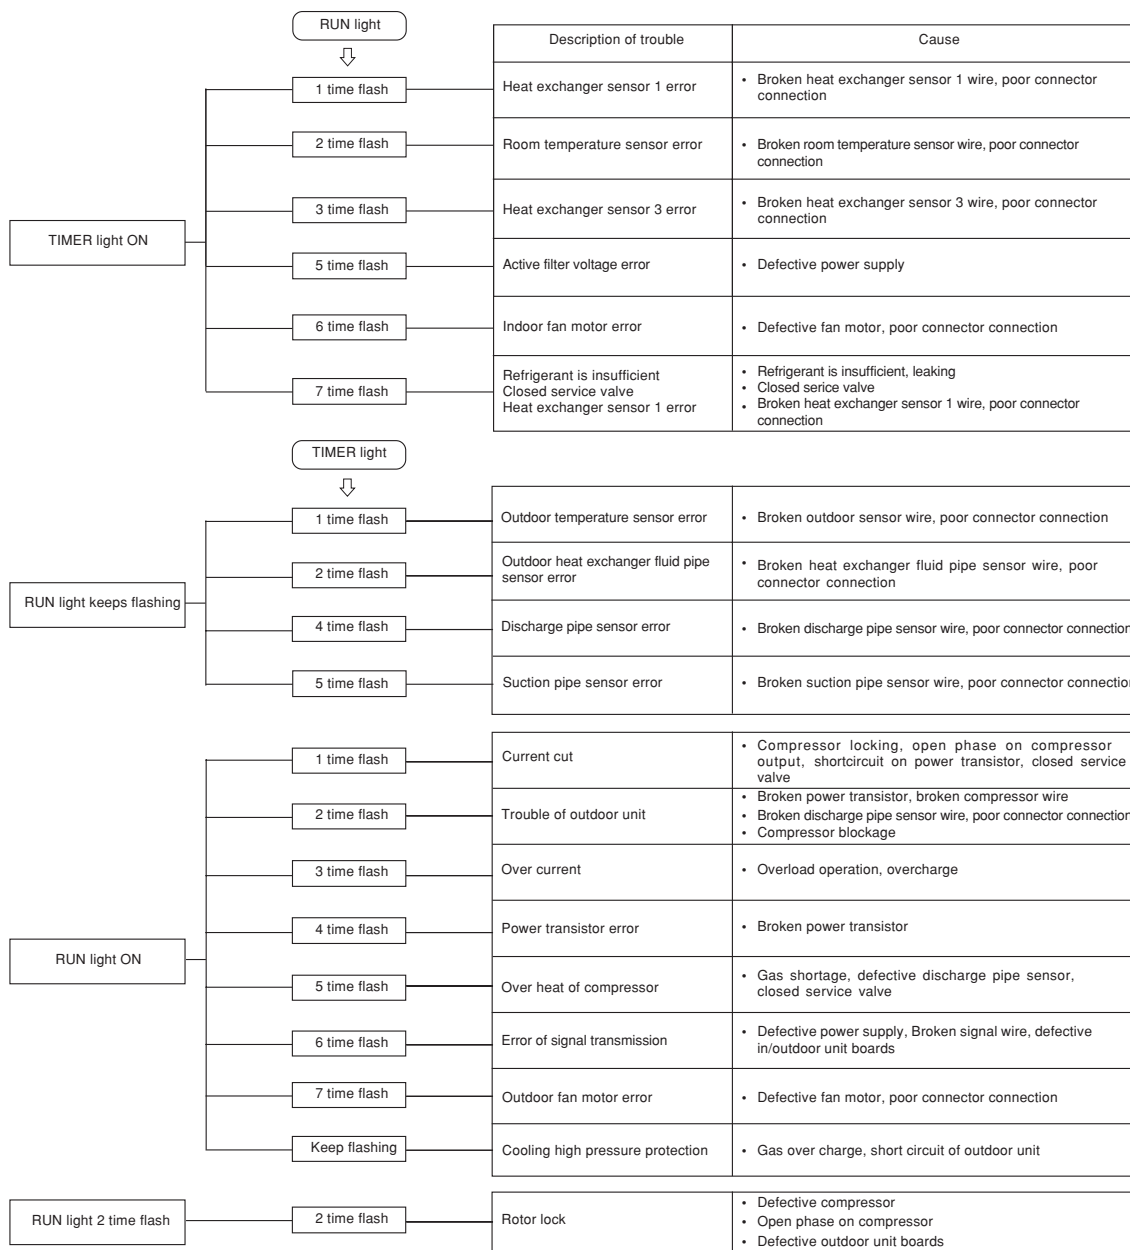 RUN light
Description of trouble
Cause
TIMER light ON
1 time flash
Heat exchanger sensor 1 error
• Broken heat exchanger sensor 1 wire, poor connector
connection
2 time flash
Room temperature sensor error
• Broken room temperature sensor wire, poor connector
connection
3 time flash
Heat exchanger sensor 3 error
• Broken heat exchanger sensor 3 wire, poor connector
connection
5 time flash
Active filter voltage error
• Defective power supply
6 time flash
Indoor fan motor error
• Defective fan motor, poor connector connection
7 time flash
Refrigerant is insufficient
Closed service valve
Heat exchanger sensor 1 error
• Refrigerant is insufficient, leaking
• Closed serice valve
• Broken heat exchanger sensor 1 wire, poor connector
connection
TIMER light
RUN light keeps flashing
1 time flash
Outdoor temperature sensor error
• Broken outdoor sensor wire, poor connector connection
2 time flash
Outdoor heat exchanger fluid pipe
sensor error
• Broken heat exchanger fluid pipe sensor wire, poor
connector connection
4 time flash
Discharge pipe sensor error
• Broken discharge pipe sensor wire, poor connector connection
5 time flash
Suction pipe sensor error
• Broken suction pipe sensor wire, poor connector connection
RUN light ON
1 time flash
Current cut
• Compressor locking, open phase on compressor
output, shortcircuit on power transistor, closed service
valve
2 time flash
Trouble of outdoor unit
• Broken power transistor, broken compressor wire
• Broken discharge pipe sensor wire, poor connector connection
• Compressor blockage
3 time flash
Over current
• Overload operation, overcharge
4 time flash
Power transistor error
• Broken power transistor
5 time flash
Over heat of compressor
• Gas shortage, defective discharge pipe sensor,
closed service valve
6 time flash
Error of signal transmission
• Defective power supply, Broken signal wire, defective
in/outdoor unit boards
7 time flash
Outdoor fan motor error
• Defective fan motor, poor connector connection
Keep flashing
Cooling high pressure protection
• Gas over charge, short circuit of outdoor unit
RUN light 2 time flash
2 time flash
Rotor lock
• Defective compressor
• Open phase on compressor
• Defective outdoor unit boards